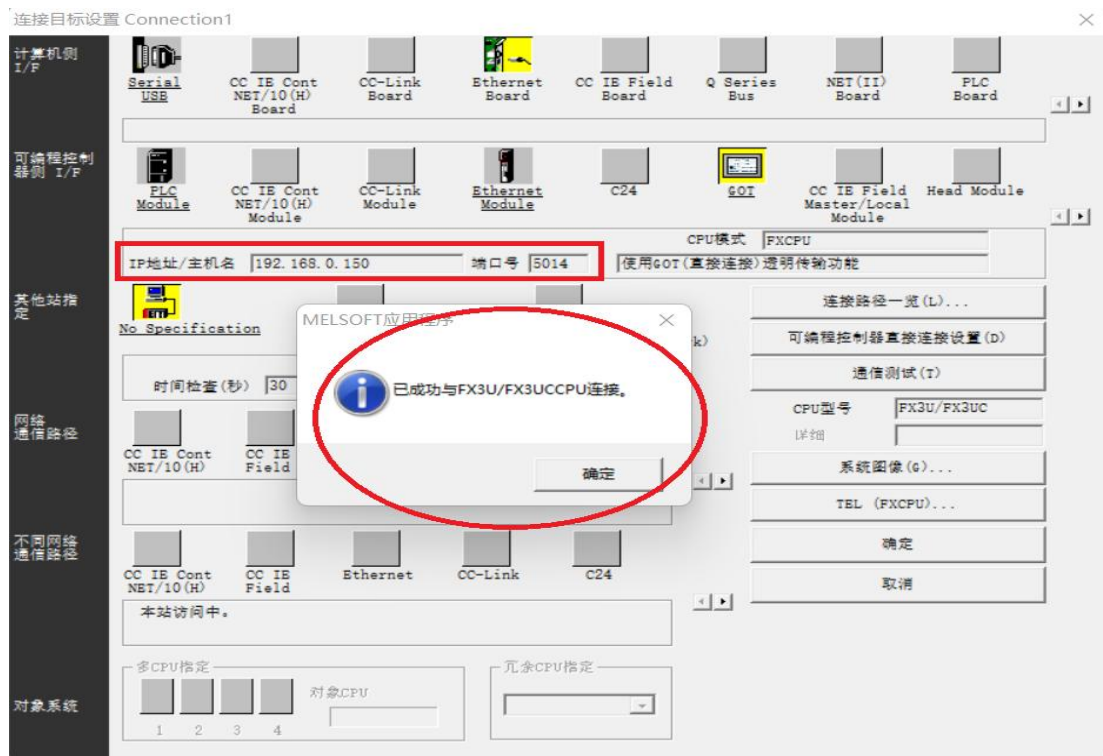 连接目标设置 Connection1
计算机侧
I/F
Serial
USB
CC IE Cont
NET/10(H)
Board
CC-Link
Board
Ethernet
Board
CC IE Field
Board
Q Series
Bus
NET(II)
Board
PLC
Board
可编程控制
器侧 I/F
PLC
Module
CC IE Cont
NET/10(H)
Module
CC-Link
Module
Ethernet
Module
C24
GOT
CC IE Field
Master/Local
Module
Head Module
CPU模式 FXCPU
IP地址/主机名 192.168.0.150 端口号 5014 使用GOT(直接连接)透明传输功能
其他站指
定
No Specification
k)
时间检查(秒) 30
MELSOFT应用程序
已成功与FX3U/FX3UCCPU连接。
确定
连接路径一览(L)...
可编程控制器直接连接设置(D)
通信测试(T)
CPU型号 FX3U/FX3UC
详细
系统图像(G)...
TEL (FXCPU)...
确定
取消
网络
通信路径
CC IE Cont
NET/10(H)
CC IE
Field
不同网络
通信路径
CC IE Cont
NET/10(H)
CC IE
Field
Ethernet
CC-Link
C24
本站访问中。
对象系统
多CPU指定
1 2 3 4
对象CPU
冗余CPU指定